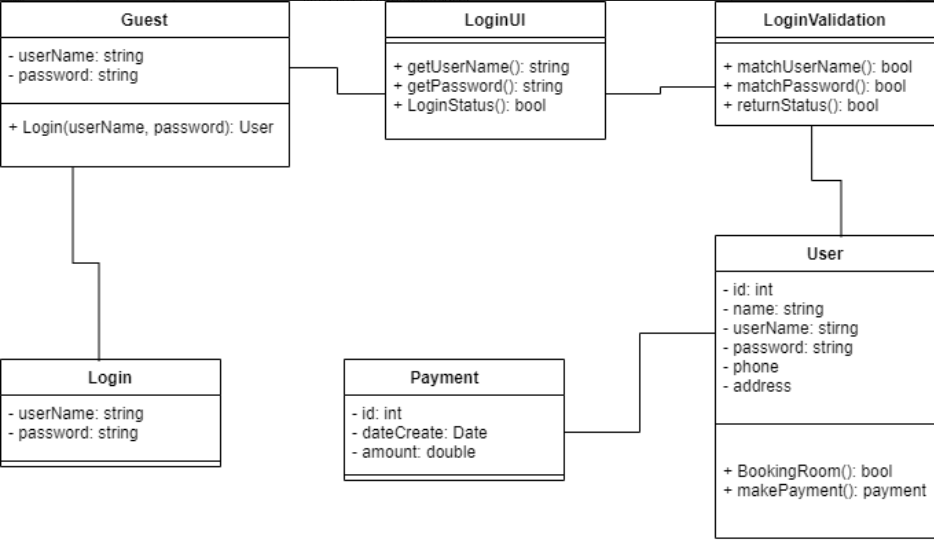 Guest
- userName: string
- password: string
+ Login(userName, password): User
LoginUI
+ getUserName(): string
+ getPassword(): string
+ LoginStatus(): bool
LoginValidation
+ matchUserName(): bool
+ matchPassword(): bool
+ returnStatus(): bool
Login
- userName: string
- password: string
Payment
- id: int
- dateCreate: Date
- amount: double
User
- id: int
- name: string
- userName: stirng
- password: string
- phone
- address
+ BookingRoom(): bool
+ makePayment(): payment